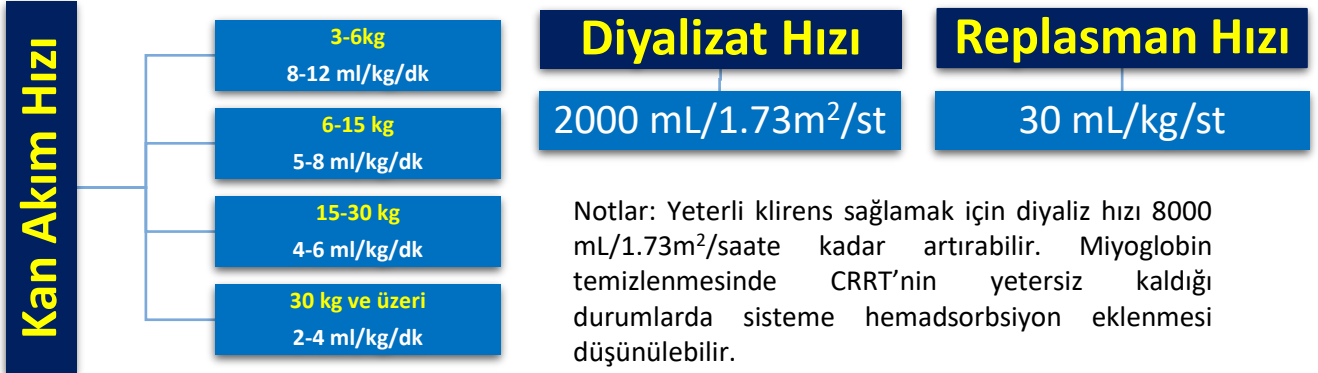 Kan Akım Hızı
3-6kg
8-12 ml/kg/dk
6-15 kg
5-8 ml/kg/dk
15-30 kg
4-6 ml/kg/dk
30 kg ve üzeri
2-4 ml/kg/dk
Diyalizat Hızı
2000 mL/1.73m²/st
Replasman Hızı
30 mL/kg/st
Notlar: Yeterli klirens sağlamak için diyaliz hızı 8000
mL/1.73m²/saate kadar artırabilir. Miyoglobin
temizlenmesinde CRRT’nin yetersiz kaldığı
durumlarda sisteme hemadsorbsiyon eklenmesi
düşünülebilir.